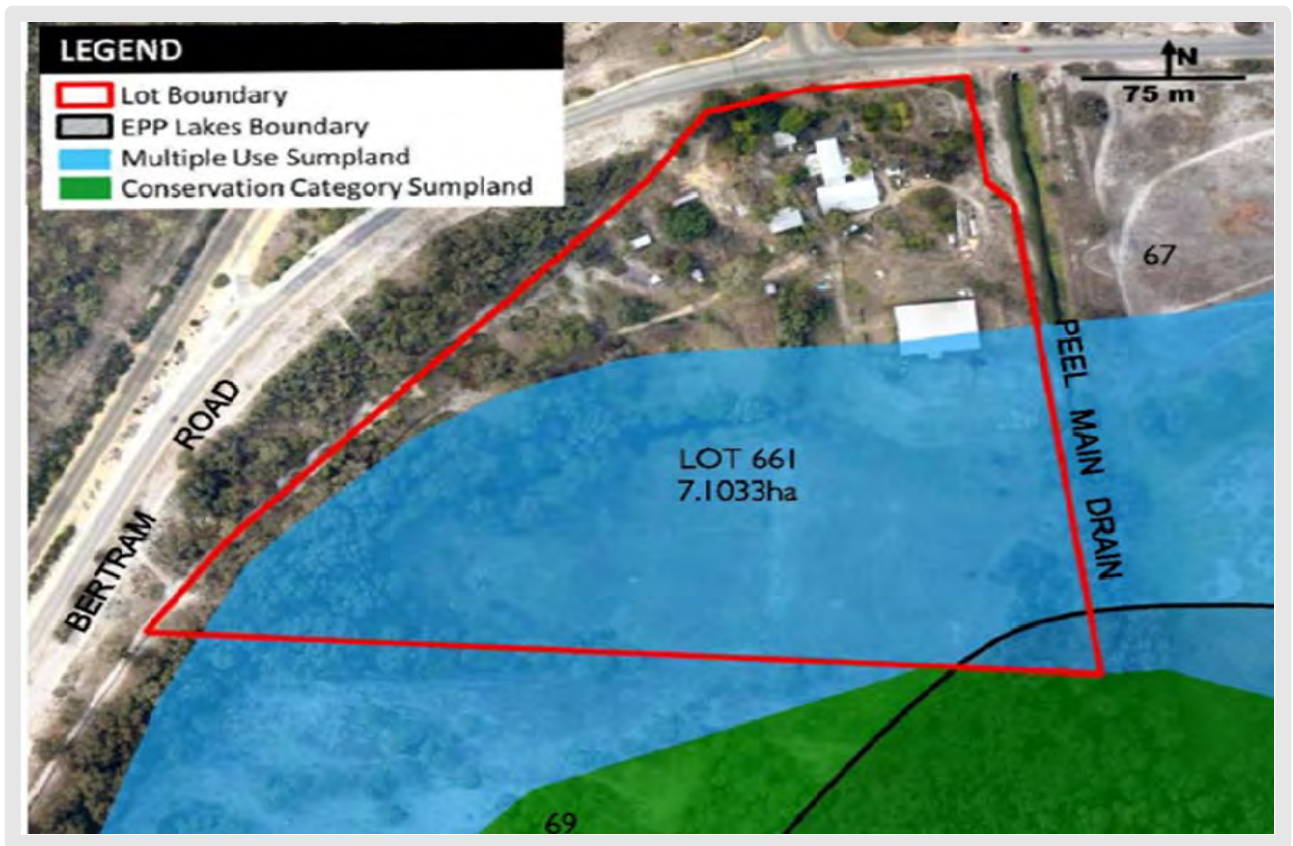 LEGEND
Lot Boundary
EPP Lakes Boundary
Multiple Use Sumpland
Conservation Category Sumpland
N
75 m
67
PEEL MAIN DRAIN
LOT 661
7.1033ha
BERTRAM ROAD
69